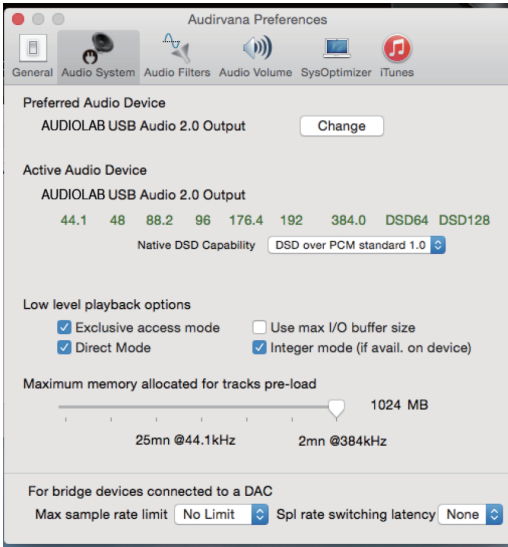 Audirvana Preferences
General Audio System Audio Filters Audio Volume SysOptimizer iTunes
Preferred Audio Device
AUDIOLAB USB Audio 2.0 Output Change
Active Audio Device
AUDIOLAB USB Audio 2.0 Output
44.1 48 88.2 96 176.4 192 384.0 DSD64 DSD128
Native DSD Capability DSD over PCM standard 1.0
Low level playback options
Exclusive access mode Use max I/O buffer size
Direct Mode Integer mode (if avail. on device)
Maximum memory allocated for tracks pre-load
1024 MB
25mn @44.1kHz 2mn @384kHz
For bridge devices connected to a DAC
Max sample rate limit No Limit Spl rate switching latency None